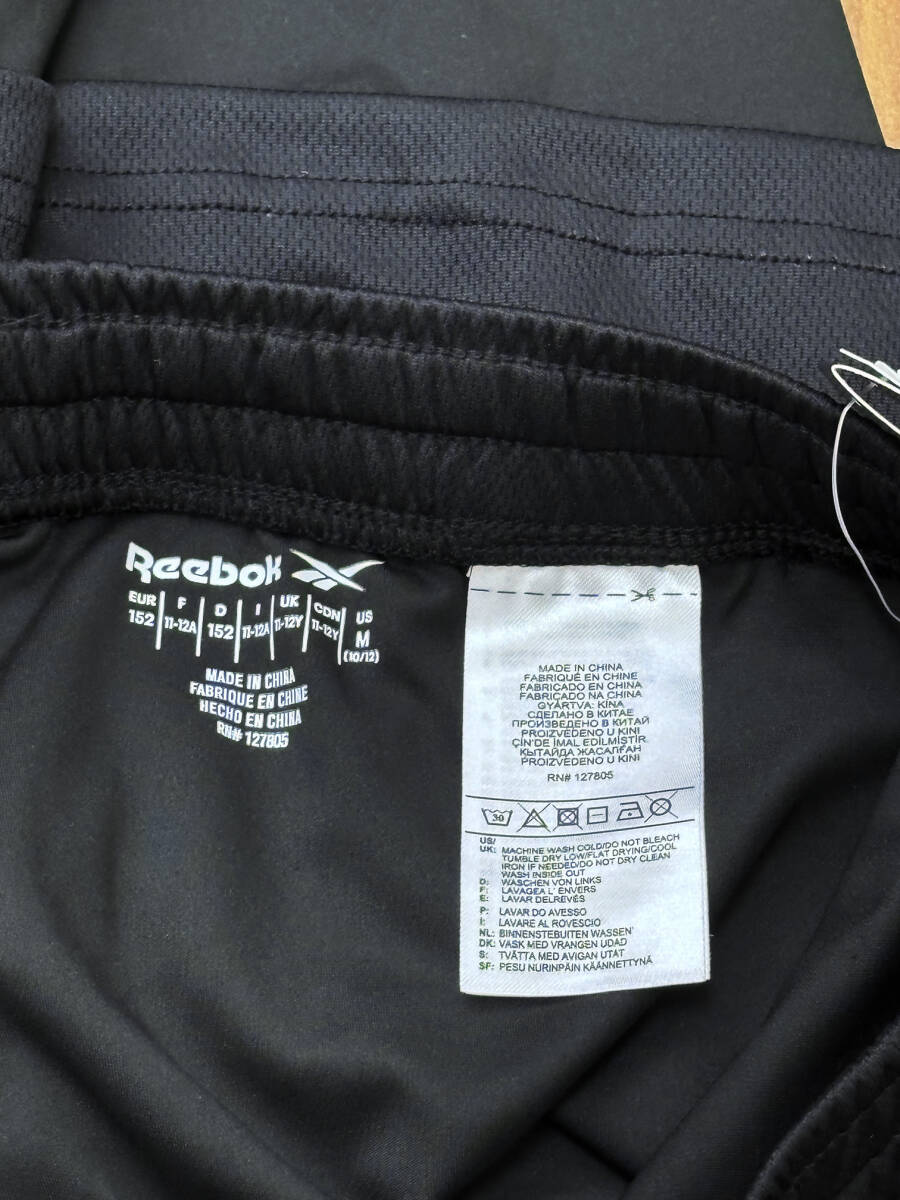 Reebok
EUR F D I UK CDN US
152 11-12A 152 11-12A 11-12Y 11-12Y M
(10/12)
MADE IN CHINA
FABRIQUE EN CHINE
HECHO EN CHINA
RN# 127805
MADE IN CHINA
FABRIQUÉ EN CHINE
FABRICADO EN CHINA
FABRICADO NA CHINA
GYÁRTVA: KÍNA
СДЕЛАНО В КИТАЕ
ПРОИЗВЕДЕНО В КИТАЙ
PROIZVEDENO U KINI
ÇİN'DE İMAL EDİLMİŞTİR
ҚЫТАЙДА ЖАСАЛҒАН
PROIZVEDENO U KINI
RN# 127805
30
US/
UK: MACHINE WASH COLD/DO NOT BLEACH
TUMBLE DRY LOW/FLAT DRYING/COOL
IRON IF NEEDED/DO NOT DRY CLEAN
WASH INSIDE OUT
D: WASCHEN VON LINKS
F: LAVAGEA L' ENVERS
E: LAVAR DELREVÉS
P: LAVAR DO AVESSO
I: LAVARE AL ROVESCIO
NL: BINNENSTEBUITEN WASSEN
DK: VASK MED VRANGEN UDAD
S: TVÄTTA MED AVIGAN UTÅT
SF: PESU NURINPÄIN KÄÄNNETTYNÄ